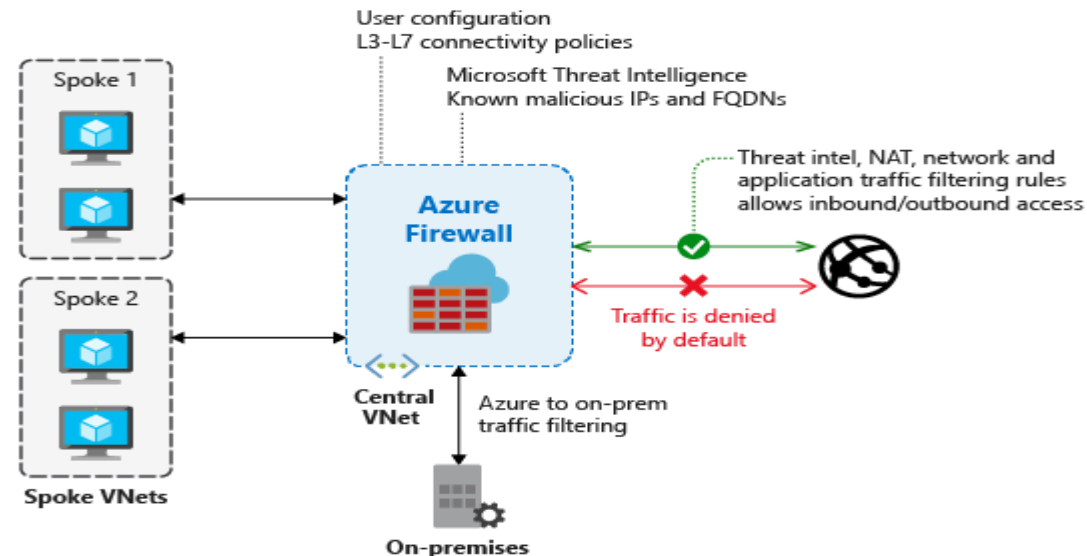 User configuration
L3-L7 connectivity policies
Microsoft Threat Intelligence
Known malicious IPs and FQDNs
Spoke 1
Threat intel, NAT, network and
application traffic filtering rules
allows inbound/outbound access
Azure
Firewall
Spoke 2
Traffic is denied
by default
Central
VNet
Azure to on-prem
traffic filtering
Spoke VNets
On-premises